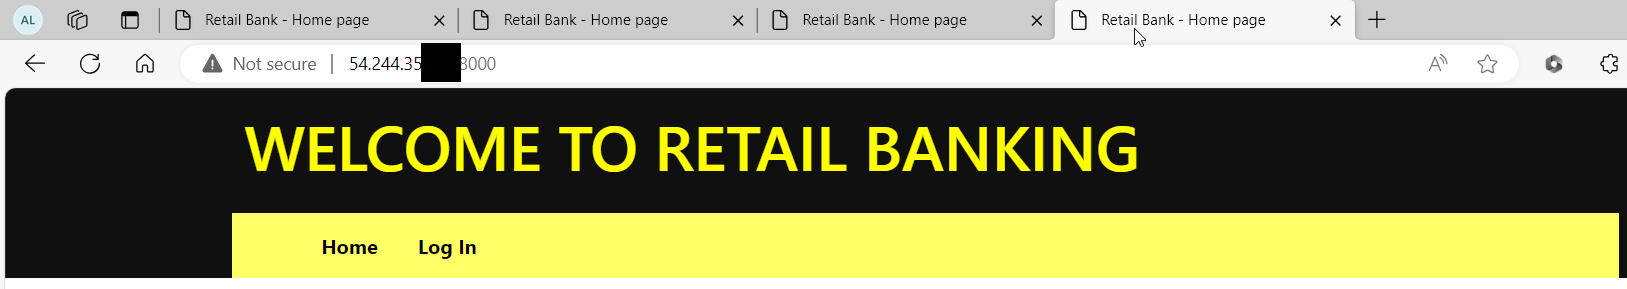 AL Retail Bank - Home page Retail Bank - Home page Retail Bank - Home page Retail Bank - Home page
Not secure | 54.244.35 8000
WELCOME TO RETAIL BANKING
Home Log In